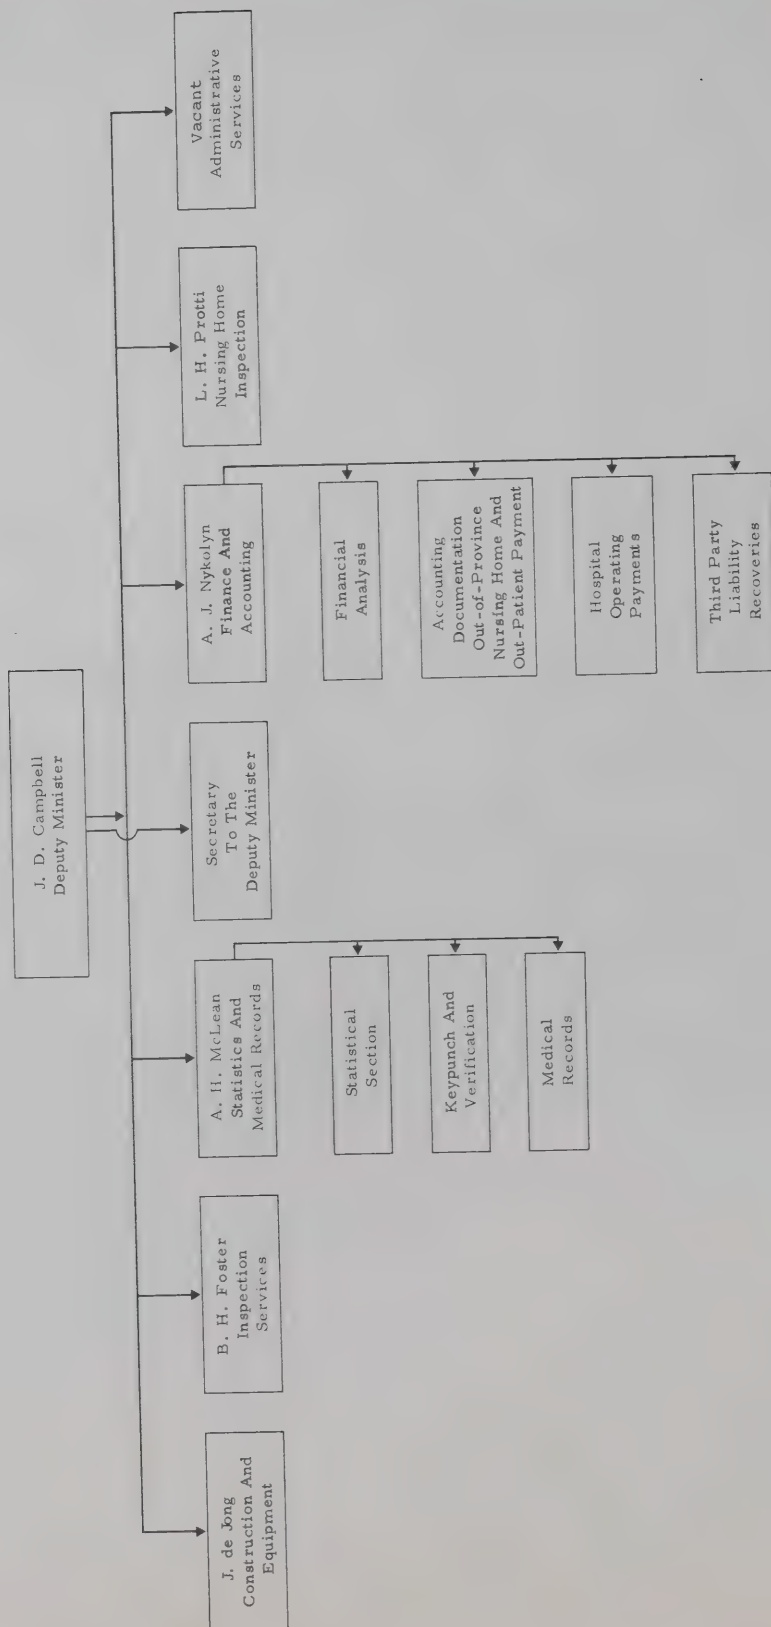 J. D. Campbell
Deputy Minister
J. de Jong
Construction And
Equipment
B. H. Foster
Inspection
Services
A. H. McLean
Statistics And
Medical Records
Secretary
To The
Deputy Minister
A. J. Nykolyn
Finance And
Accounting
L. H. Protti
Nursing Home
Inspection
Vacant
Administrative
Services
Statistical
Section
Keypunch And
Verification
Medical
Records
Financial
Analysis
Accounting
Documentation
Out-of-Province
Nursing Home And
Out-Patient Payment
Hospital
Operating
Payments
Third Party
Liability
Recoveries